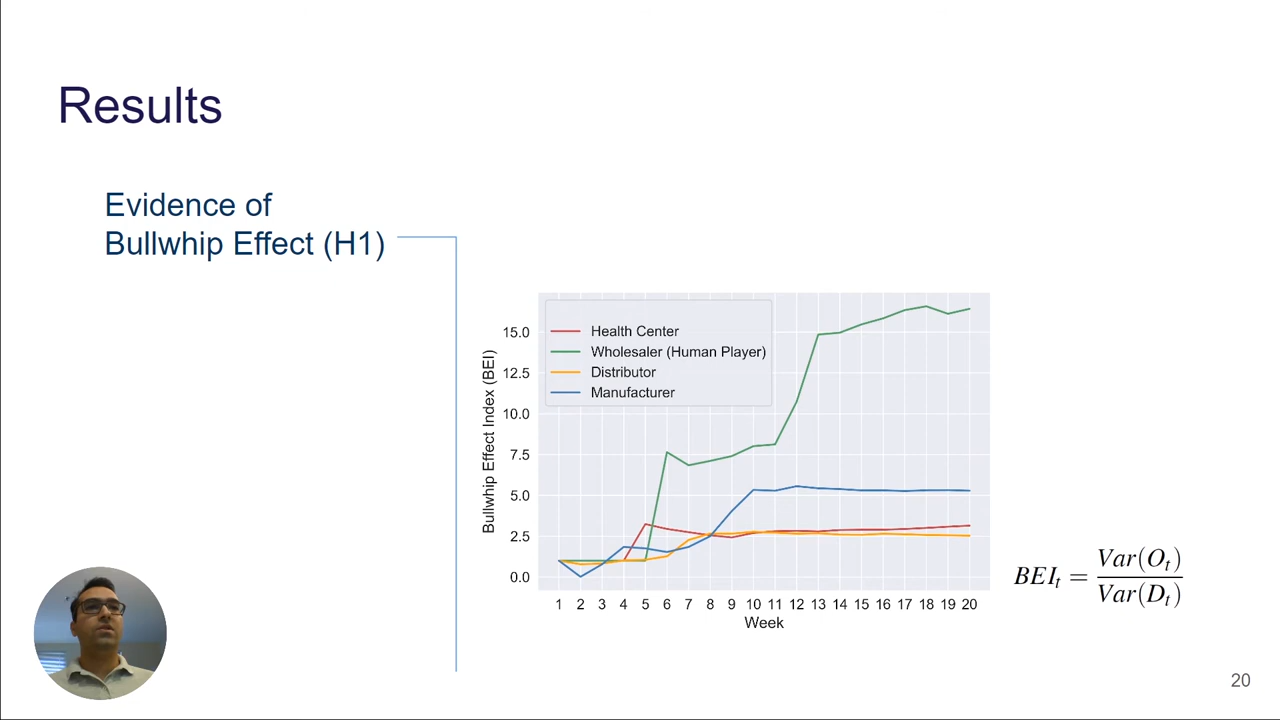 Results
Evidence of
Bullwhip Effect (H1)
Health Center
Wholesaler (Human Player)
Distributor
Manufacturer
Bullwhip Effect Index (BEI)
15.0
12.5
10.0
7.5
5.0
2.5
0.0
1 2 3 4 5 6 7 8 9 10 11 12 13 14 15 16 17 18 19 20
Week
BEI_t = Var(O_t) / Var(D_t)
20